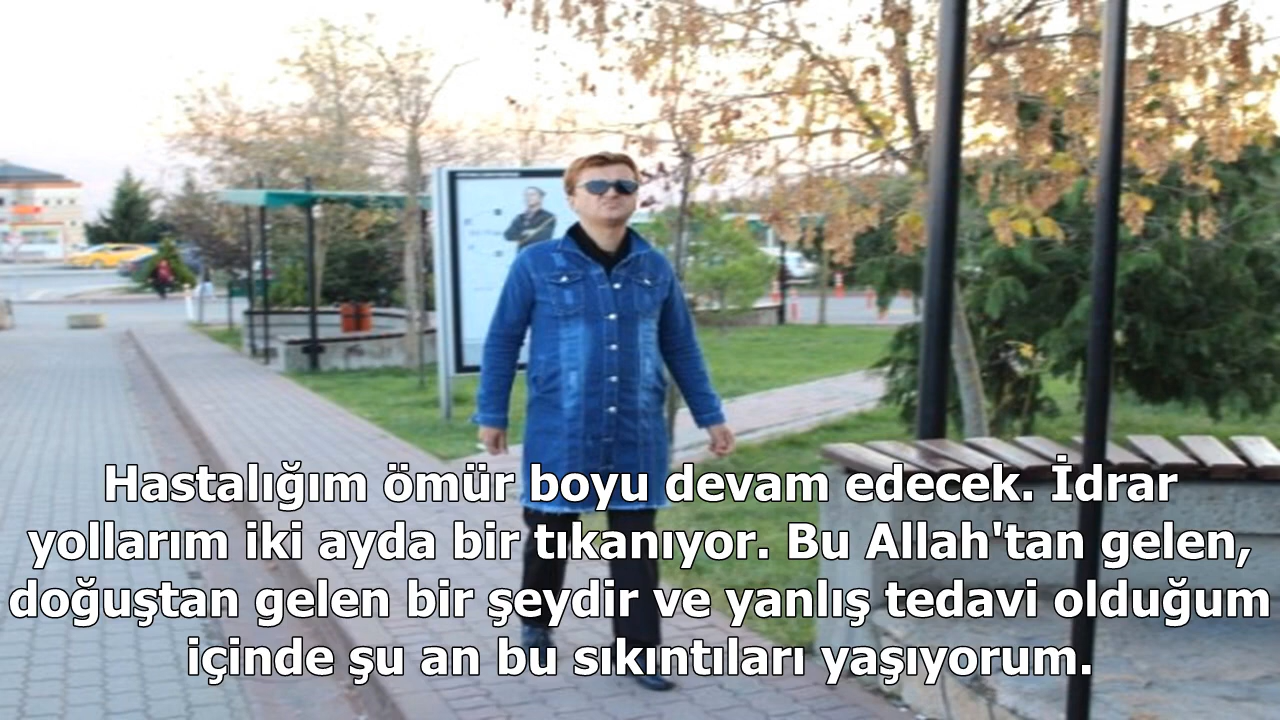 Hastalığım ömür boyu devam edecek. İdrar
yollarım iki ayda bir tıkanıyor. Bu Allah'tan gelen,
doğuştan gelen bir şeydir ve yanlış tedavi olduğum
içinde şu an bu sıkıntıları yaşıyorum.